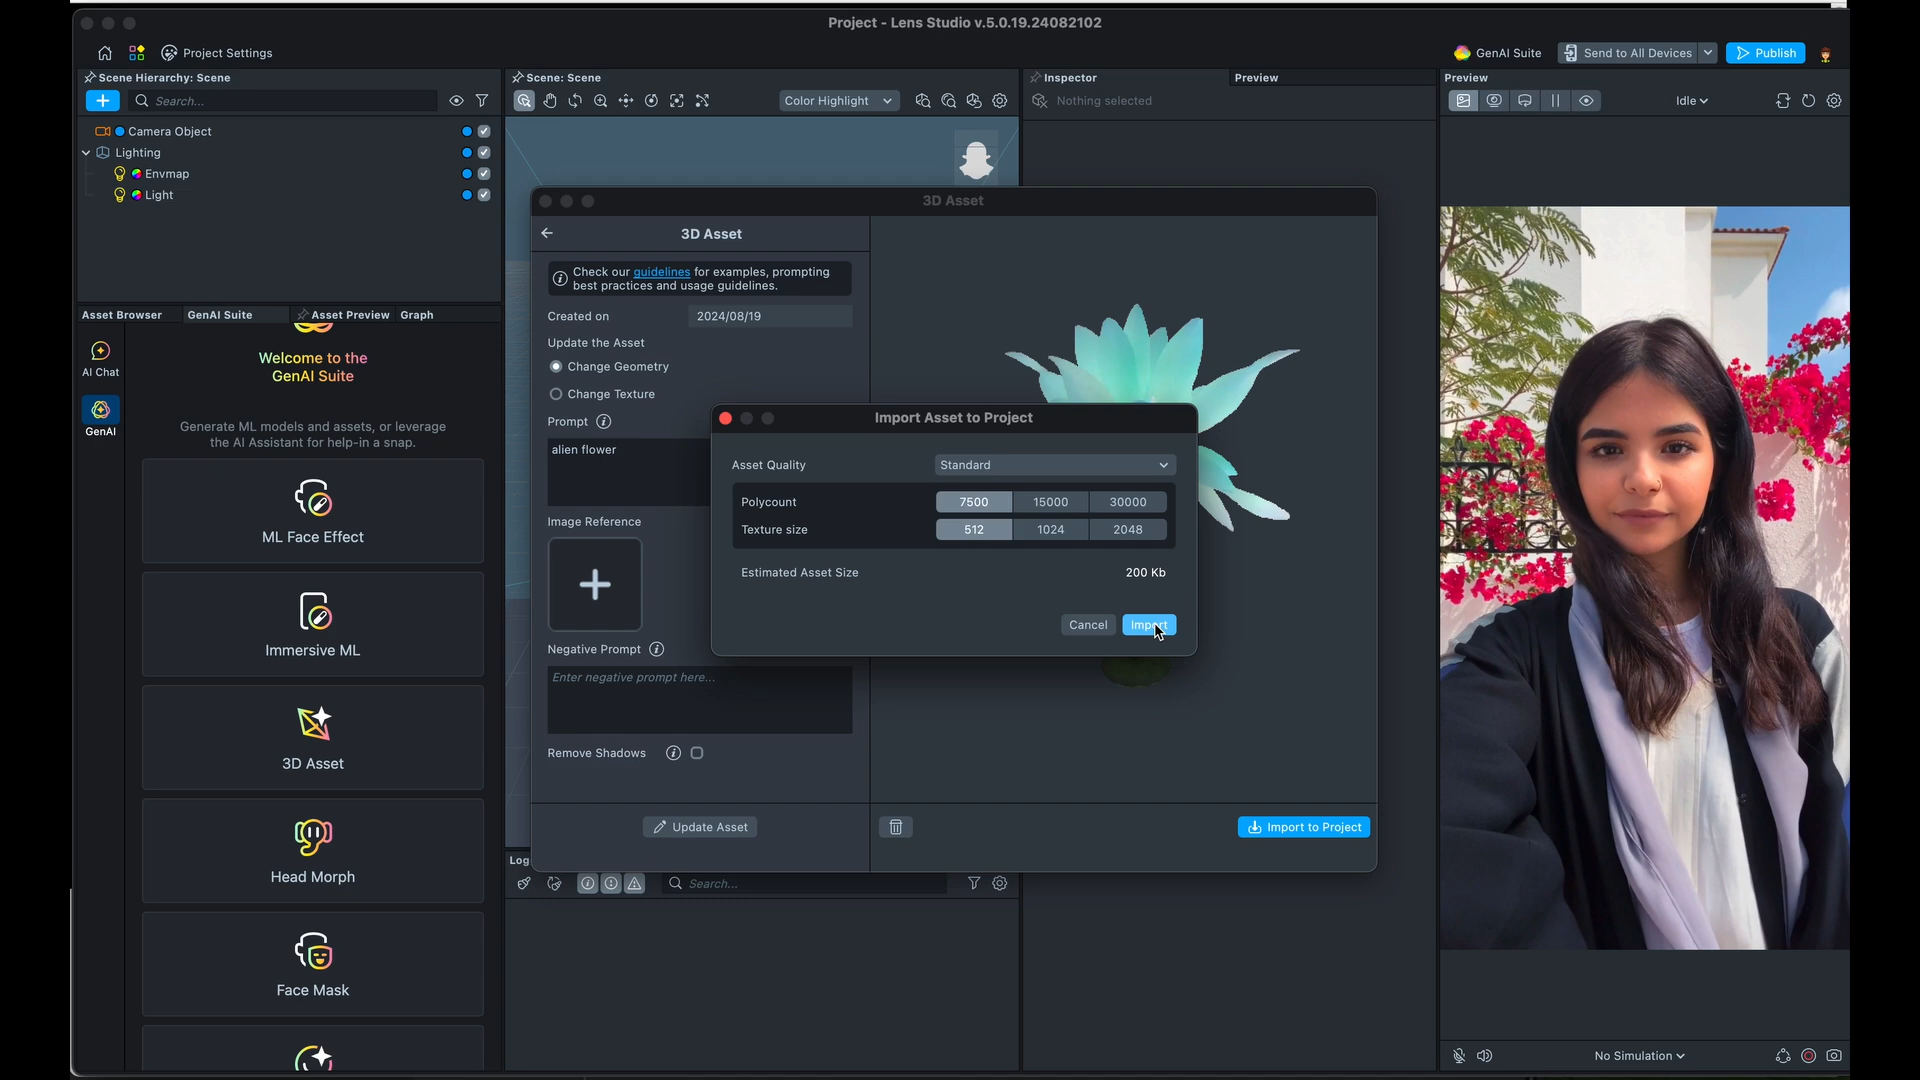 Project - Lens Studio v.5.0.19.24082102
Project Settings
GenAI Suite
Send to All Devices
Publish
Scene Hierarchy: Scene
Search...
Camera Object
Lighting
Envmap
Light
Scene: Scene
Color Highlight
Inspector
Preview
Nothing selected
Preview
Idle
Asset Browser
GenAI Suite
Asset Preview
Graph
AI Chat
GenAI
Welcome to the
GenAI Suite
Generate ML models and assets, or leverage
the AI Assistant for help-in a snap.
ML Face Effect
Immersive ML
3D Asset
Head Morph
Face Mask
3D Asset
3D Asset
Check our guidelines for examples, prompting
best practices and usage guidelines.
Created on
2024/08/19
Update the Asset
Change Geometry
Change Texture
Prompt
alien flower
Image Reference
Negative Prompt
Enter negative prompt here...
Remove Shadows
Update Asset
Import to Project
Import Asset to Project
Asset Quality
Standard
Polycount
7500
15000
30000
Texture size
512
1024
2048
Estimated Asset Size
200 Kb
Cancel
Import
Log
Search...
No Simulation